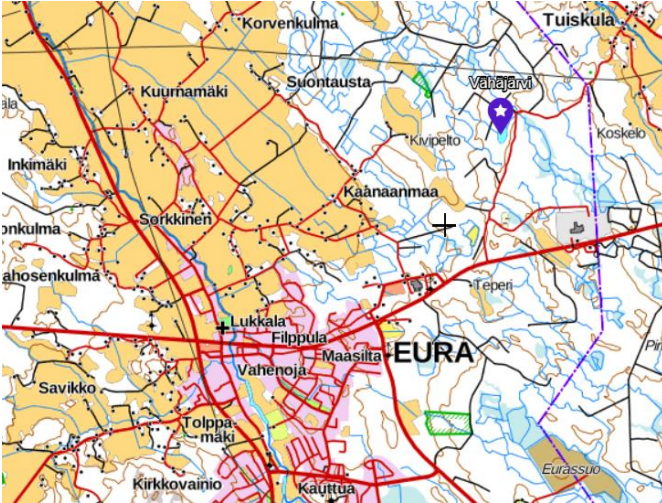 Korvenkulma
Tuiskula
Suontausta
Vähäjärvi
Kuurnamäki
ala
Kivipelto
Koskelo
Inkimäki
Kaanaanmaa
Sorkkinen
onkulma
ahosenkulma
Teperi
Lukkala
Filppula
Maasilta
EURA
Vahenoja
Savikko
Tolppa-
mäki
Eurassuo
Kirkkovainio
Kauttua